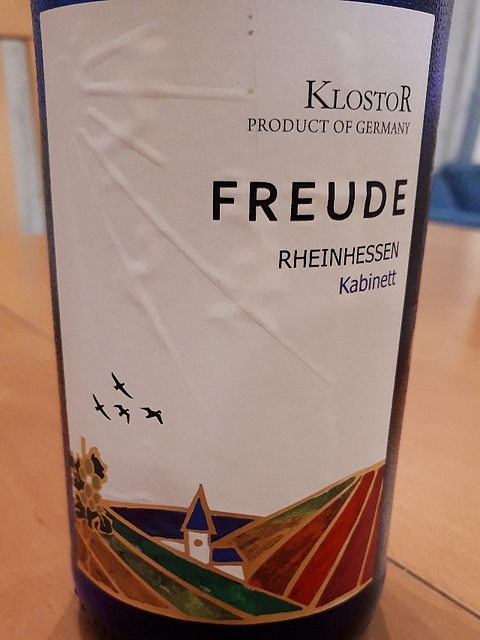 KLOSTOR
PRODUCT OF GERMANY
FREUDE
RHEINHESSEN
Kabinett